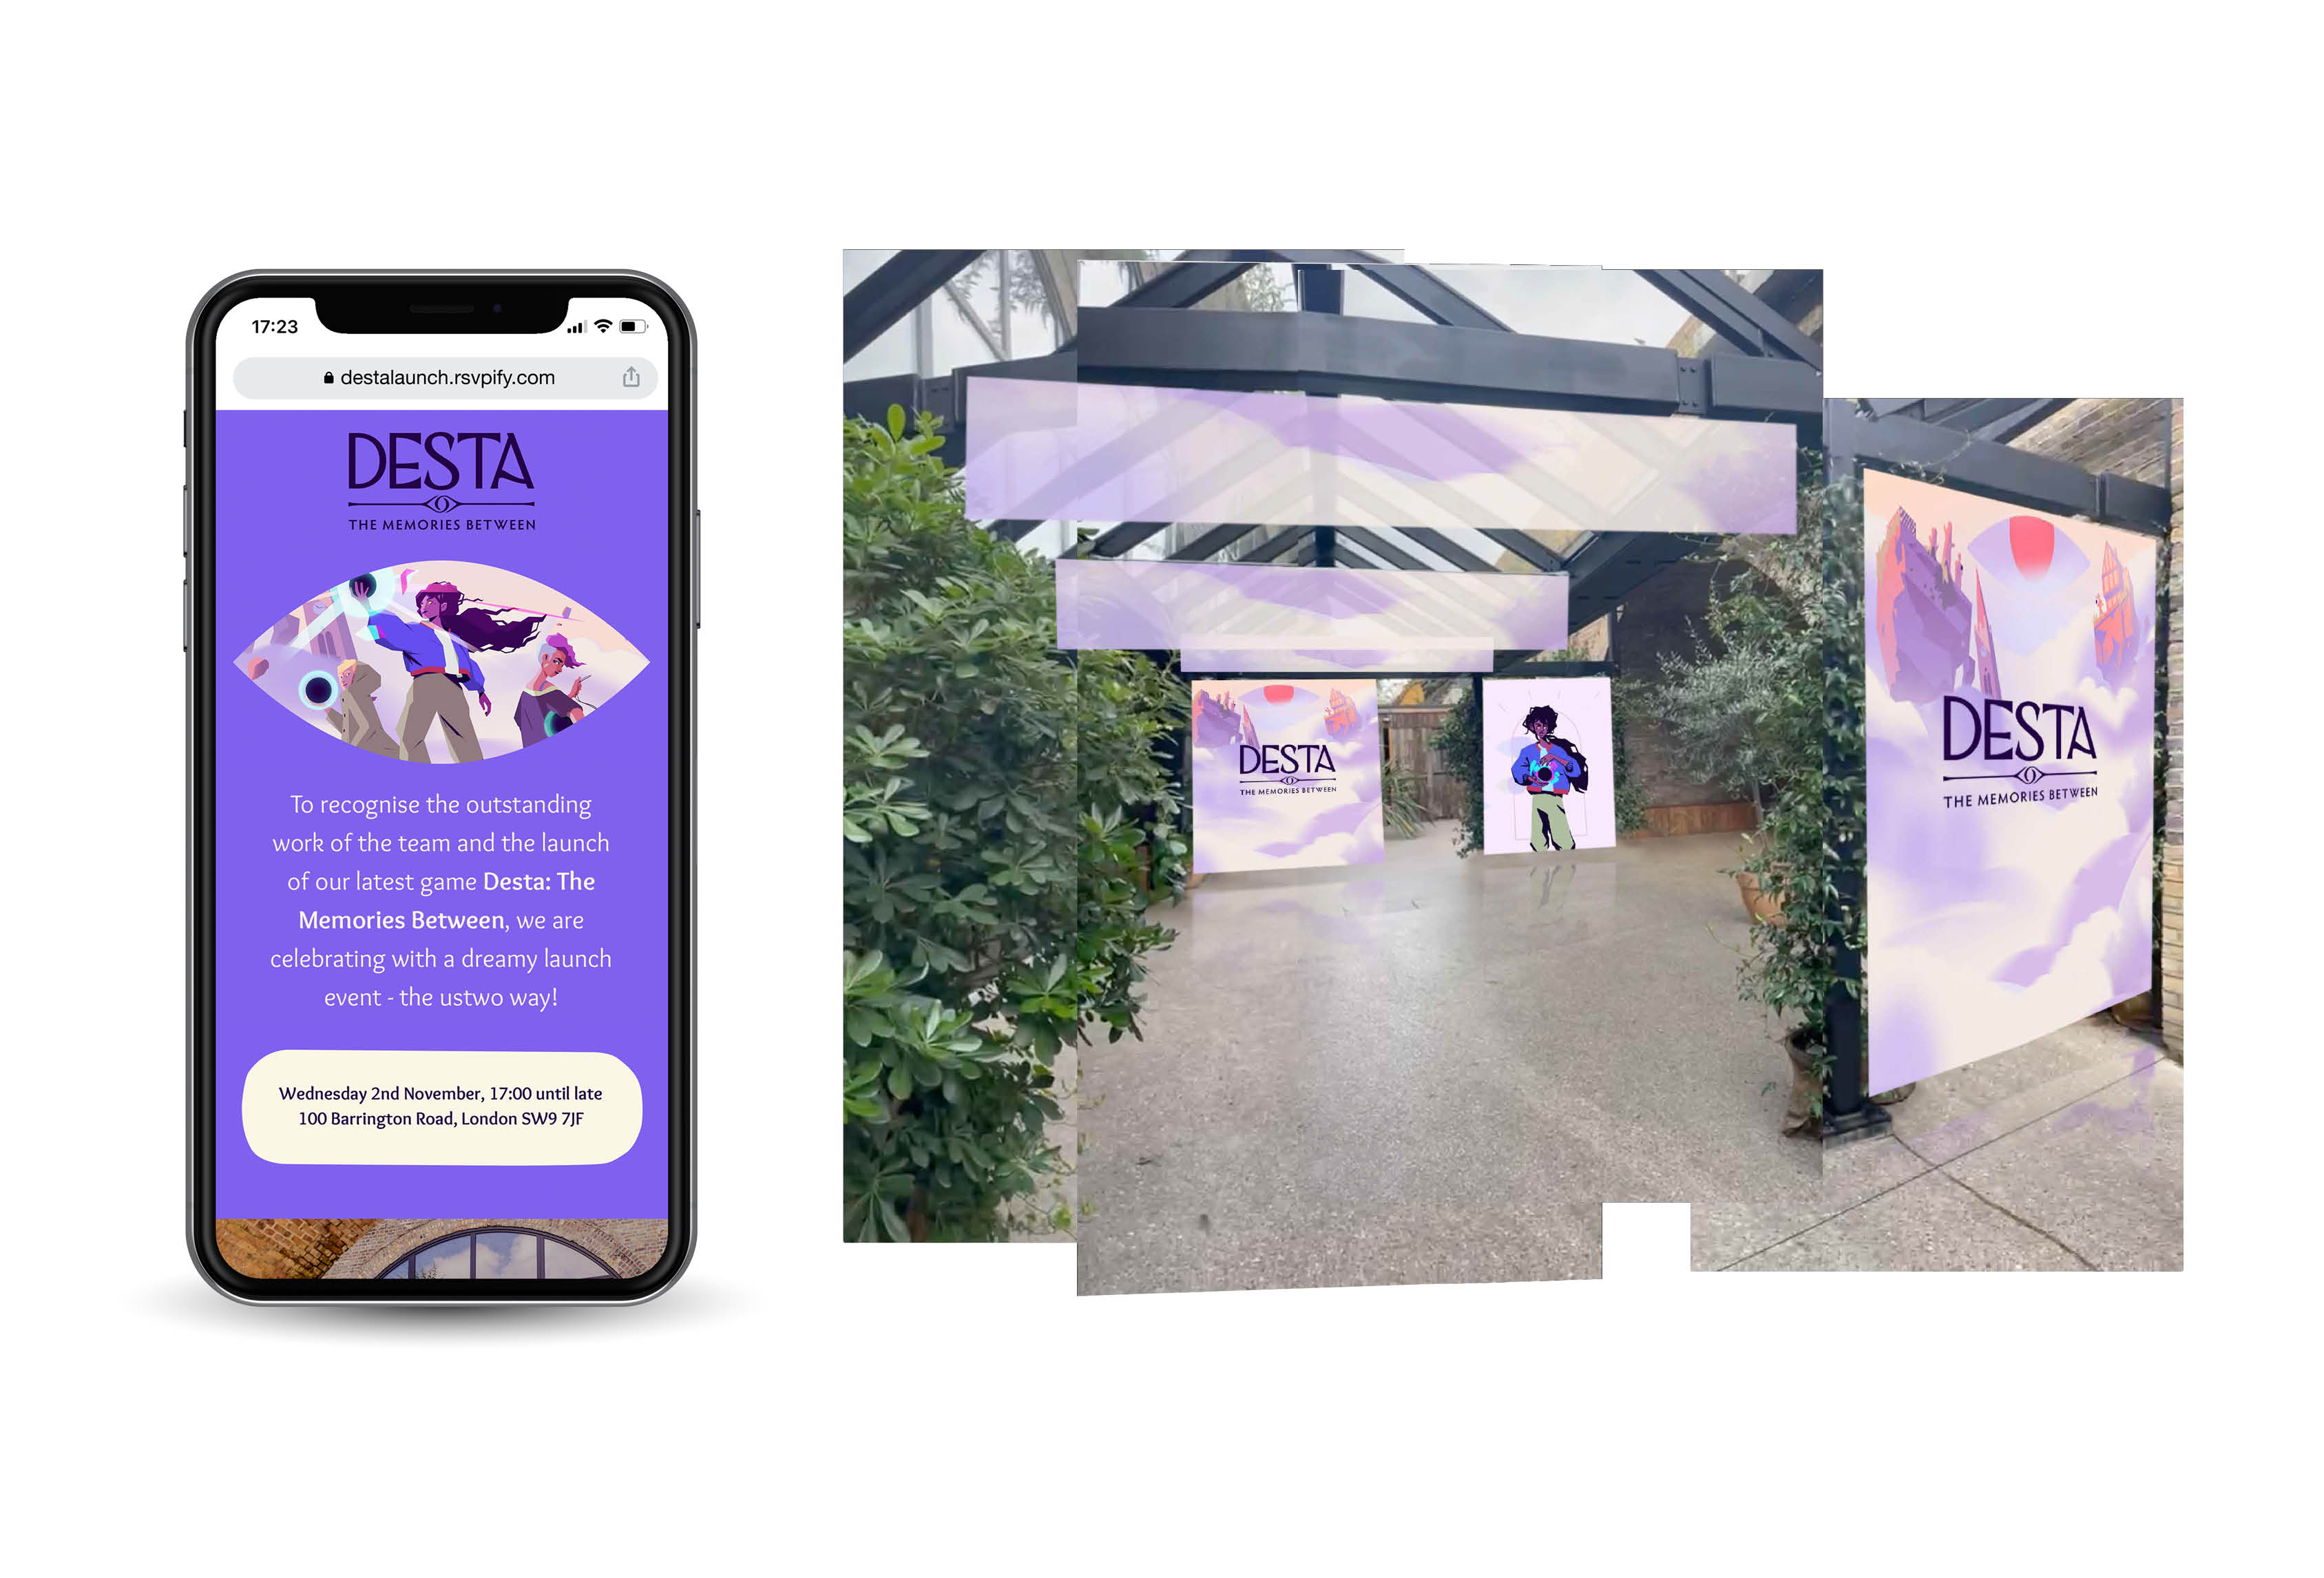 17:23
destalaunch.rsvpify.com
DESTA
THE MEMORIES BETWEEN
To recognise the outstanding
work of the team and the launch
of our latest game Desta: The
Memories Between, we are
celebrating with a dreamy launch
event - the ustwo way!
Wednesday 2nd November, 17:00 until late
100 Barrington Road, London SW9 7JF
DESTA
THE MEMORIES BETWEEN
DESTA
THE MEMORIES BETWEEN